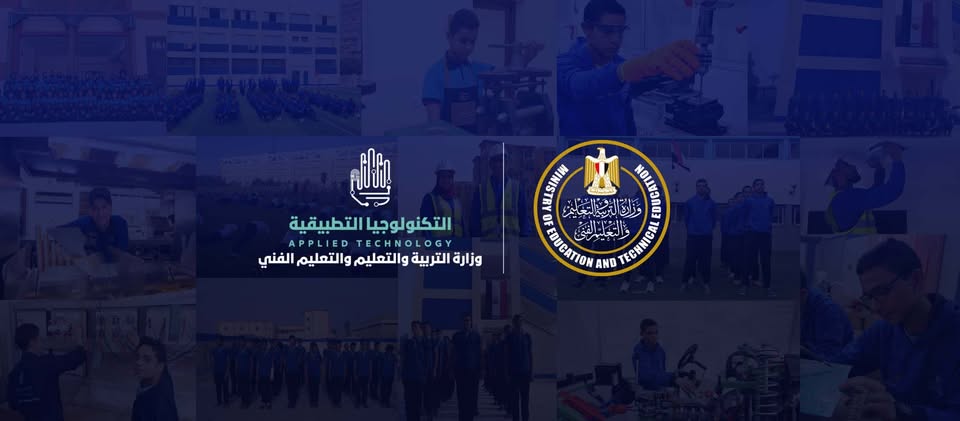 التكنولوجيا التطبيقية
APPLIED TECHNOLOGY
وزارة التربية والتعليم والتعليم الفني
وزارة التربية والتعليم
والتعليم الفني
MINISTRY OF EDUCATION AND TECHNICAL EDUCATION